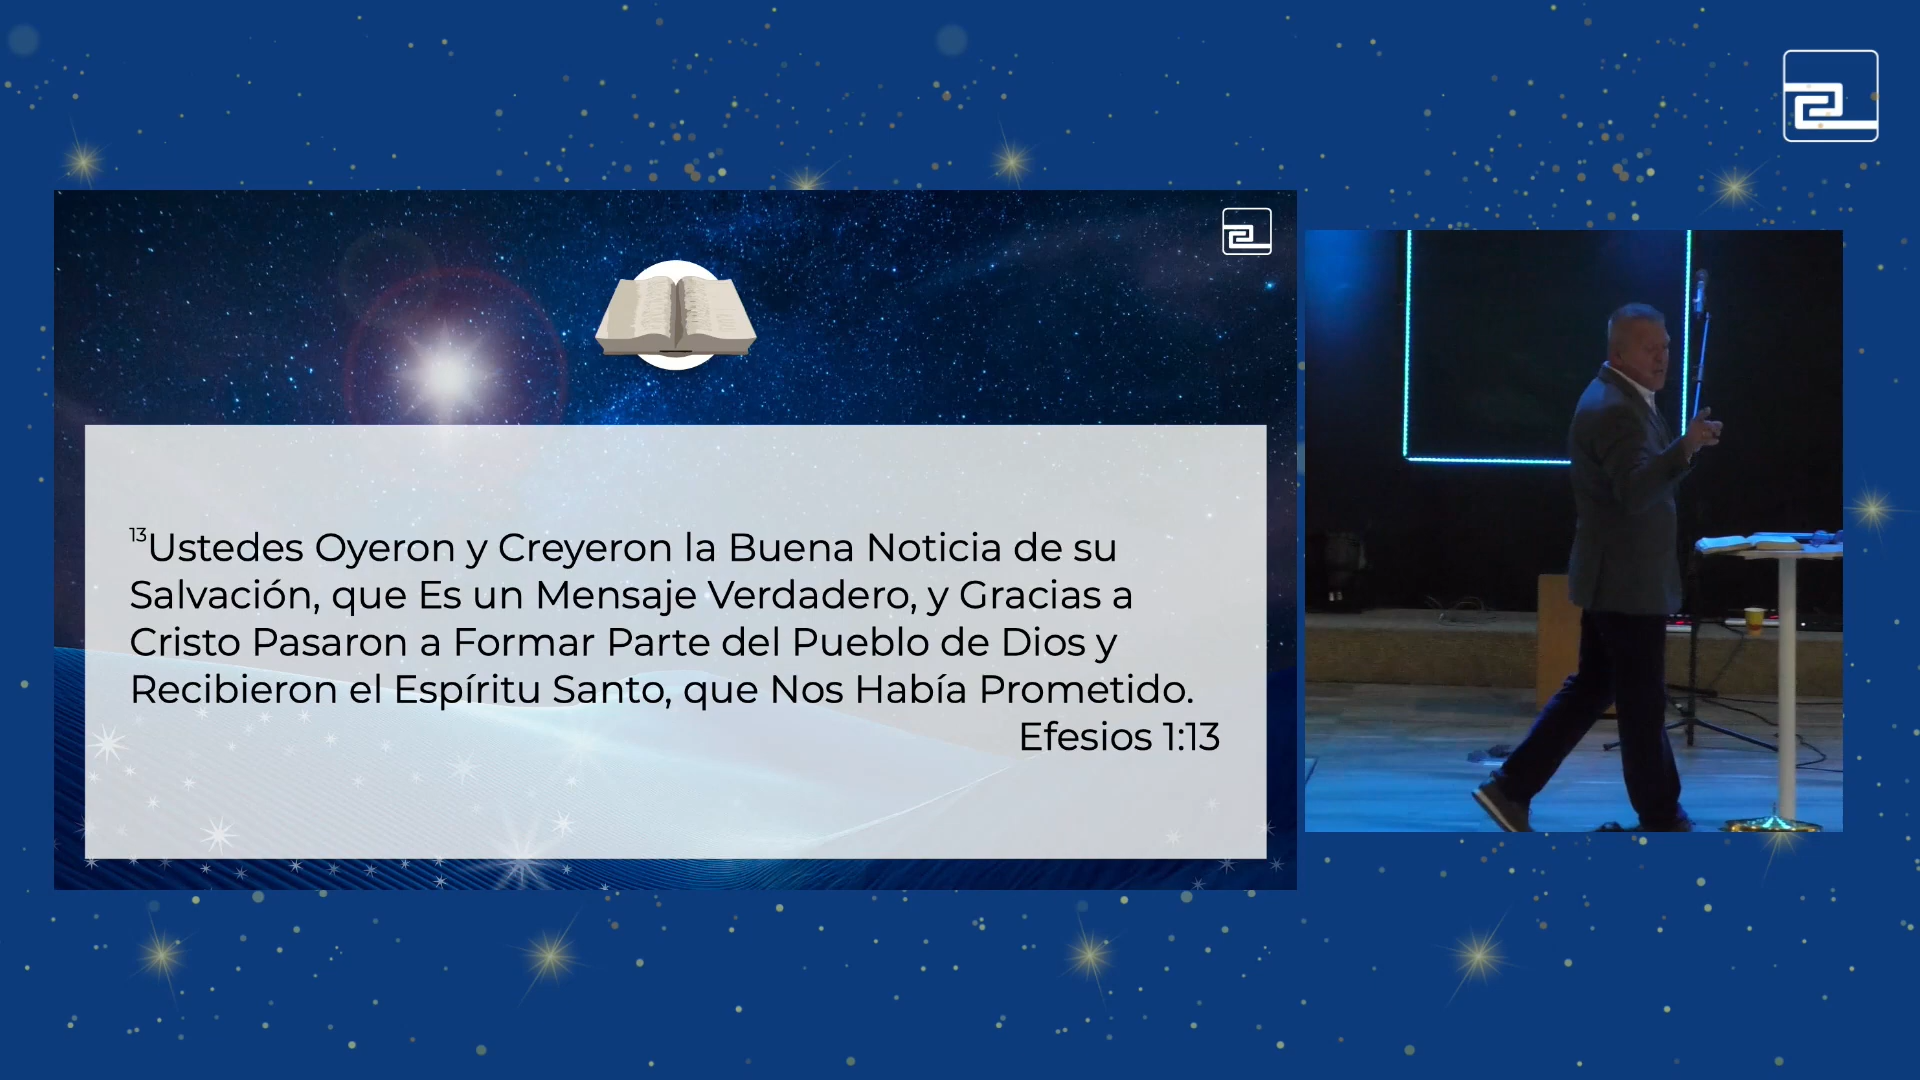 ¹³Ustedes Oyeron y Creyeron la Buena Noticia de su
Salvación, que Es un Mensaje Verdadero, y Gracias a
Cristo Pasaron a Formar Parte del Pueblo de Dios y
Recibieron el Espíritu Santo, que Nos Había Prometido.
Efesios 1:13